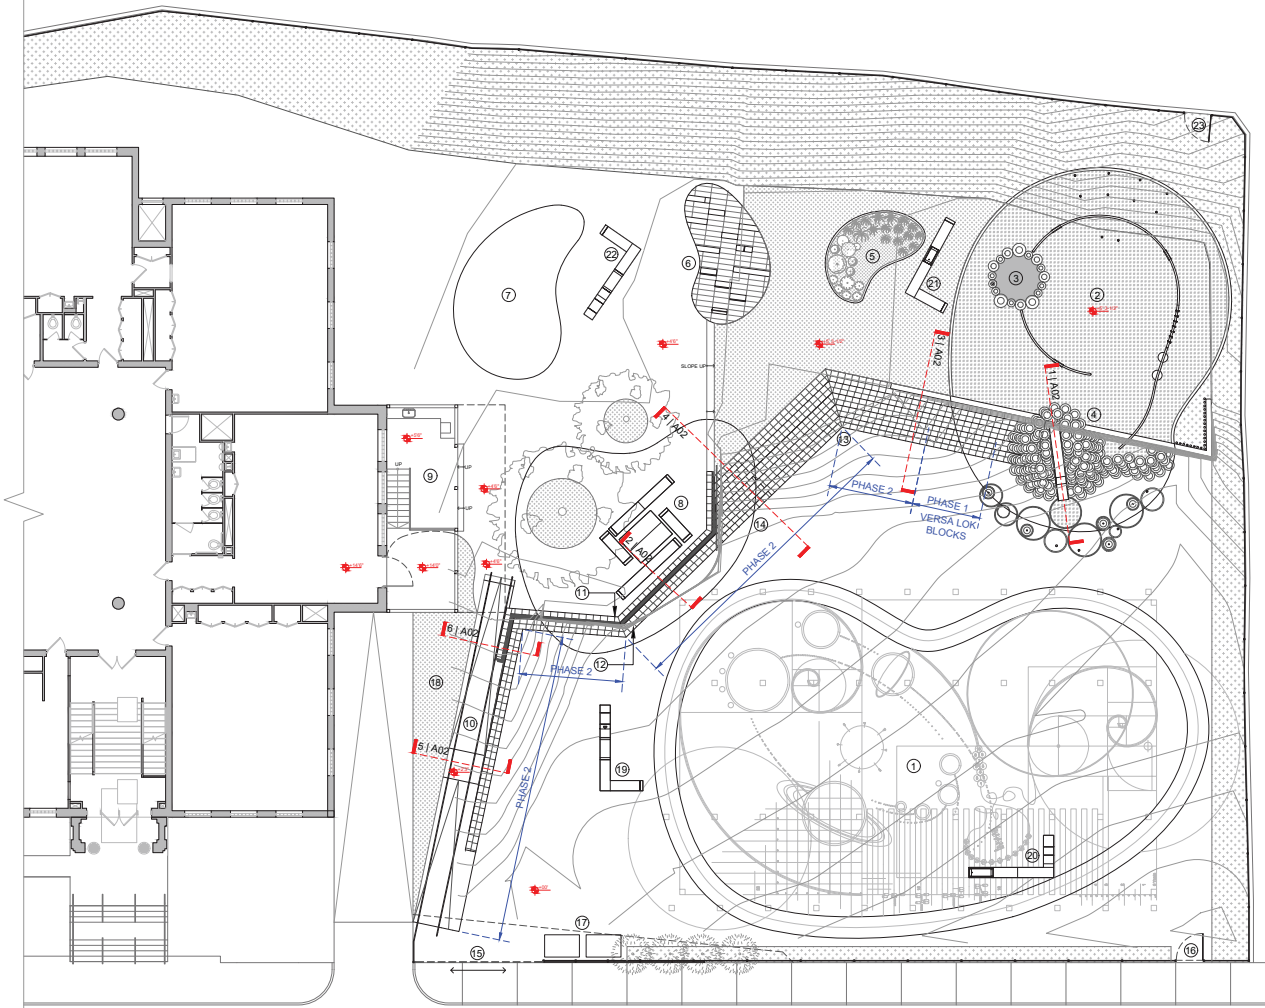 23
22
6
5
7
21
3
2
SLOPE UP
3 | A02
1 | A02
4 | A02
4
13
UP
9
UP
8
UP
14
PHASE 2
PHASE 1
VERSA LOK
BLOCKS
2 | A02
PHASE 2
11
6 | A02
12
PHASE 2
18
10
5 | A02
19
1
PHASE 2
20
17
15
16